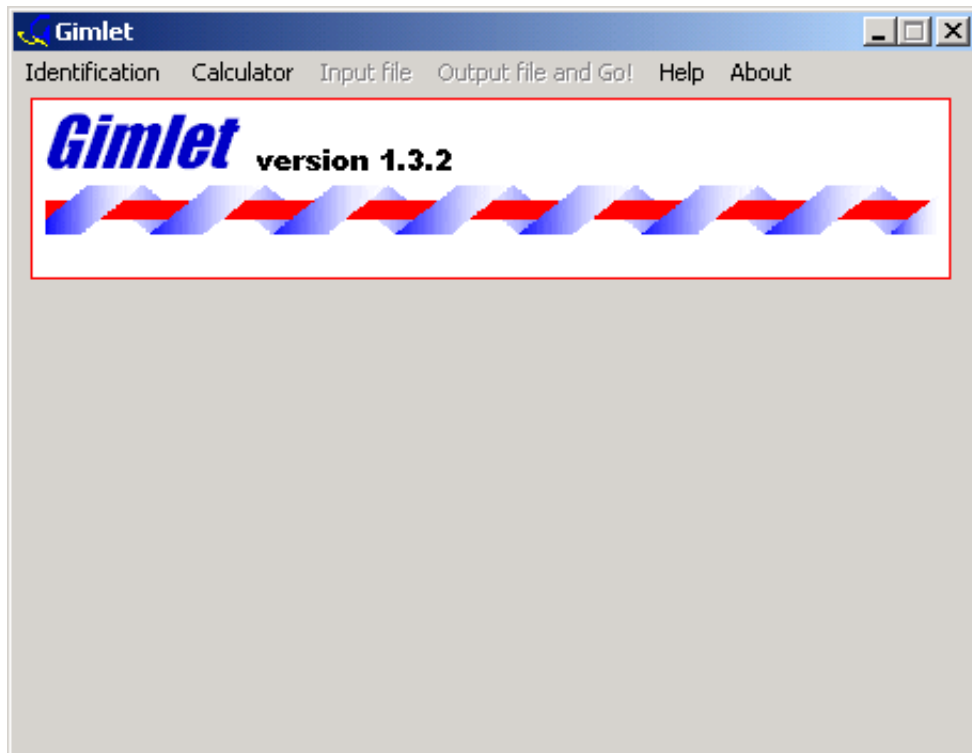 Gimlet
Identification Calculator Input file Output file and Go! Help About
Gimlet version 1.3.2